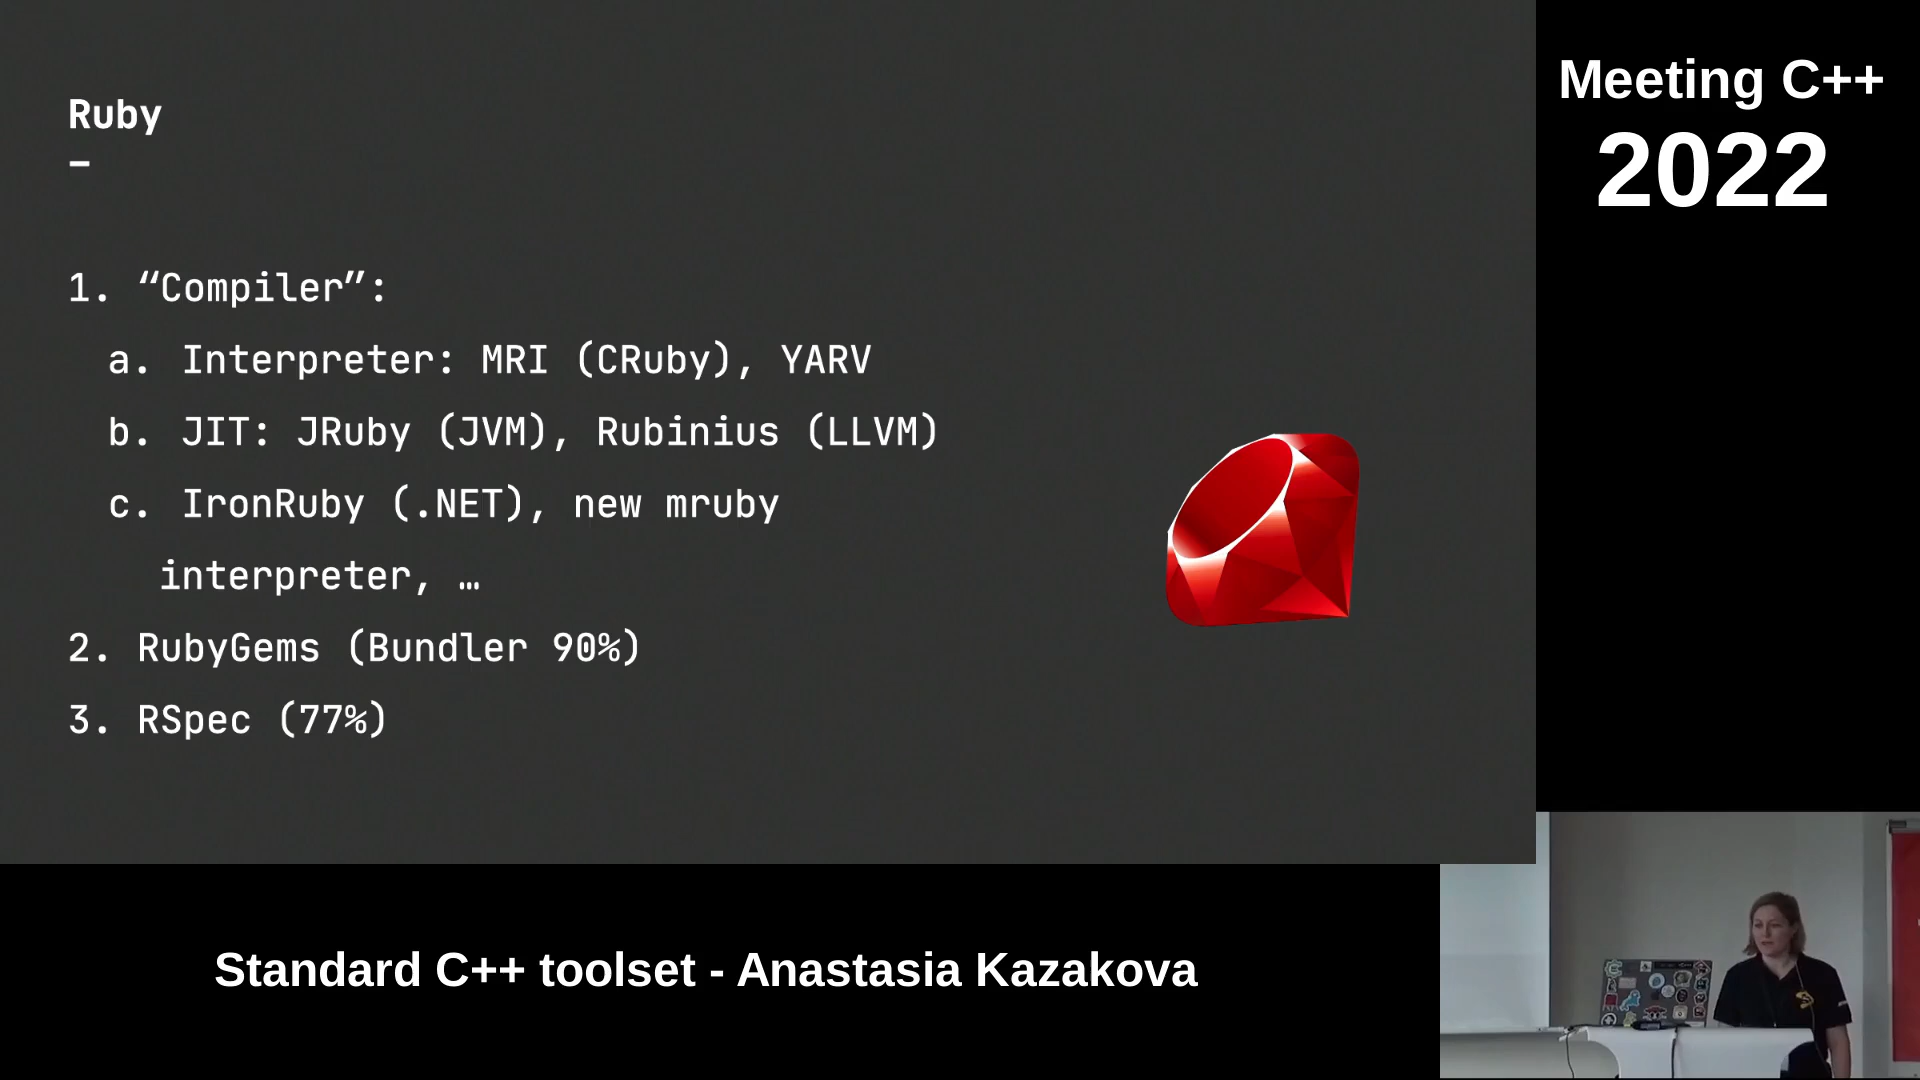 Ruby
–
1. “Compiler”:
a. Interpreter: MRI (CRuby), YARV
b. JIT: JRuby (JVM), Rubinius (LLVM)
c. IronRuby (.NET), new mruby
interpreter, …
2. RubyGems (Bundler 90%)
3. RSpec (77%)
Meeting C++
2022
Standard C++ toolset - Anastasia Kazakova